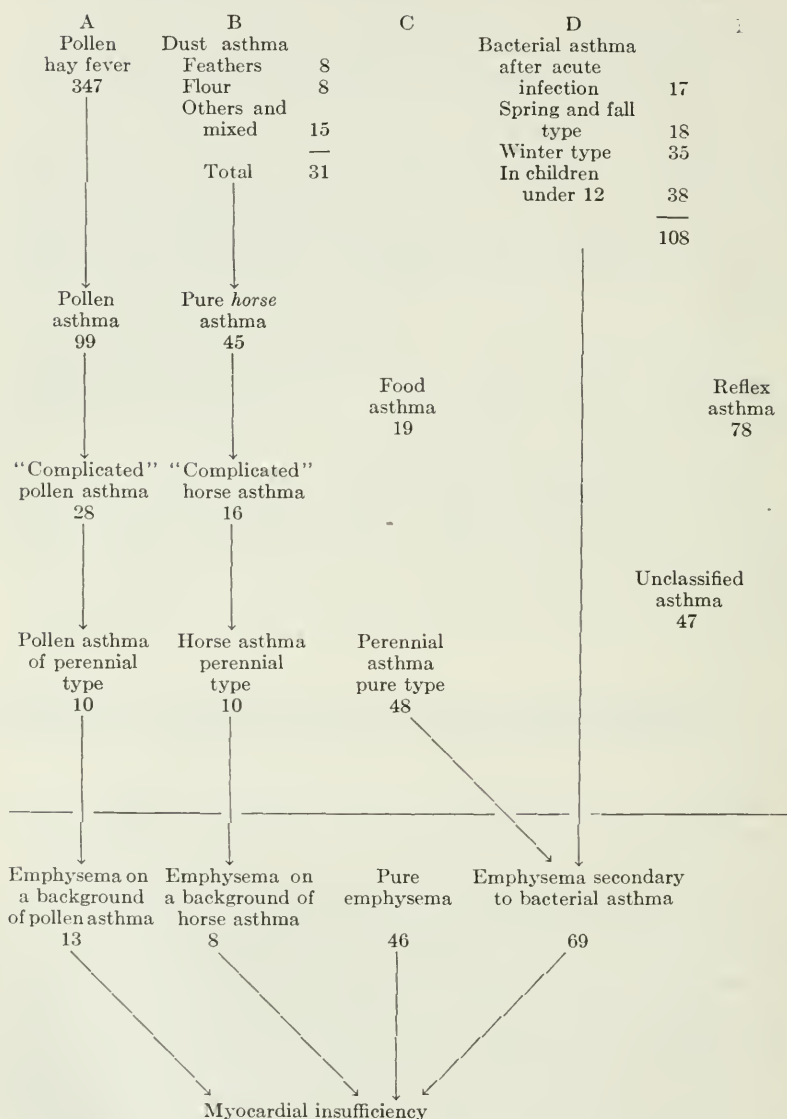 A
Pollen
hay fever
347
Pollen
asthma
99
"Complicated"
pollen asthma
28
Pollen asthma
of perennial
type
10
Emphysema on
a background
of pollen asthma
13
B
Dust asthma
Feathers 8
Flour 8
Others and
mixed 15
Total 31
Pure horse
asthma
45
"Complicated"
horse asthma
16
Horse asthma
perennial
type
10
Emphysema on
a background of
horse asthma
8
C
Food
asthma
19
Perennial
asthma
pure type
48
Pure
emphysema
46
D
Bacterial asthma
after acute
infection 17
Spring and fall
type 18
Winter type 35
In children
under 12 38
108
Emphysema secondary
to bacterial asthma
69
Reflex
asthma
78
Unclassified
asthma
47
Myocardial insufficiency